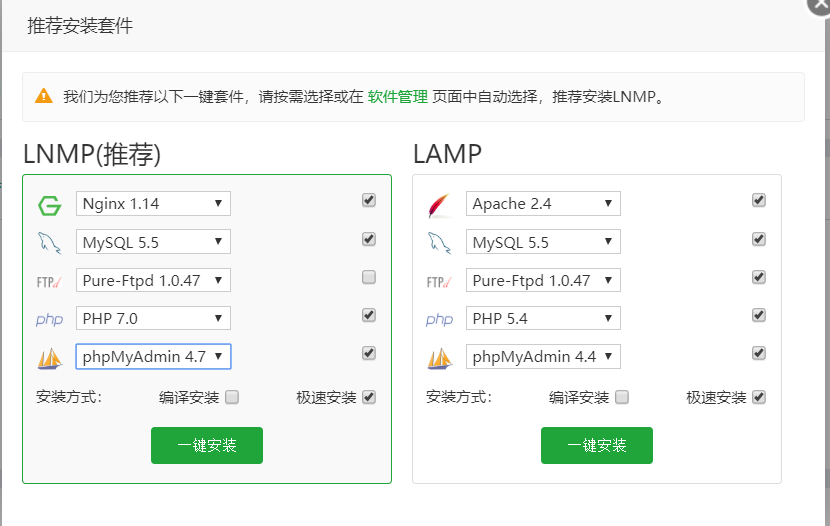 推荐安装套件
我们为您推荐以下一键套件，请按需选择或在 软件管理 页面中自动选择，推荐安装LNMP。
LNMP(推荐)
Nginx 1.14
MySQL 5.5
FTP
Pure-Ftpd 1.0.47
php
PHP 7.0
phpMyAdmin 4.7
安装方式：
编译安装
极速安装
一键安装
LAMP
Apache 2.4
MySQL 5.5
FTP
Pure-Ftpd 1.0.47
php
PHP 5.4
phpMyAdmin 4.4
安装方式：
编译安装
极速安装
一键安装